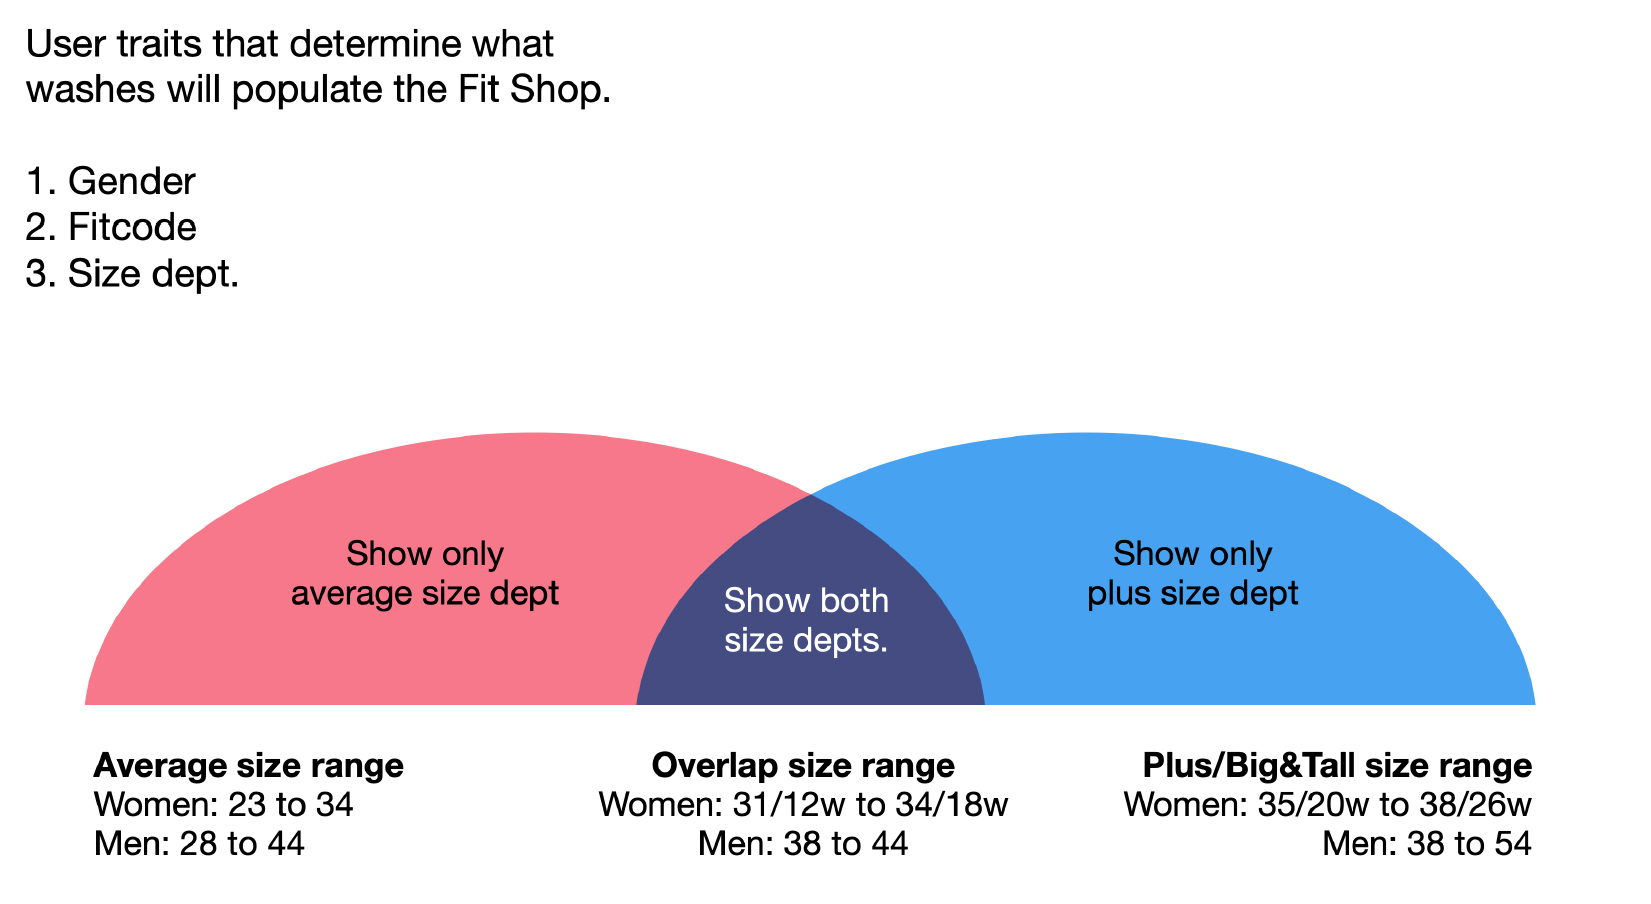 User traits that determine what
washes will populate the Fit Shop.
1. Gender
2. Fitcode
3. Size dept.
Show only
average size dept
Show both
size depts.
Show only
plus size dept
Average size range
Women: 23 to 34
Men: 28 to 44
Overlap size range
Women: 31/12w to 34/18w
Men: 38 to 44
Plus/Big&Tall size range
Women: 35/20w to 38/26w
Men: 38 to 54